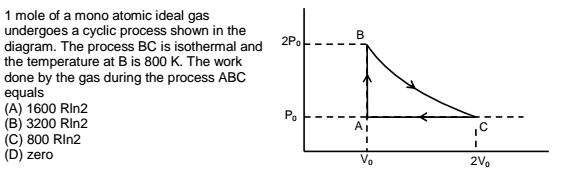 1 mole of a mono atomic ideal gas
undergoes a cyclic process shown in the
diagram. The process BC is isothermal and
the temperature at B is 800 K. The work
done by the gas during the process ABC
equals
(A) 1600 Rln2
(B) 3200 Rln2
(C) 800 Rln2
(D) zero
B
2P₀
P₀
A
C
V₀
2V₀